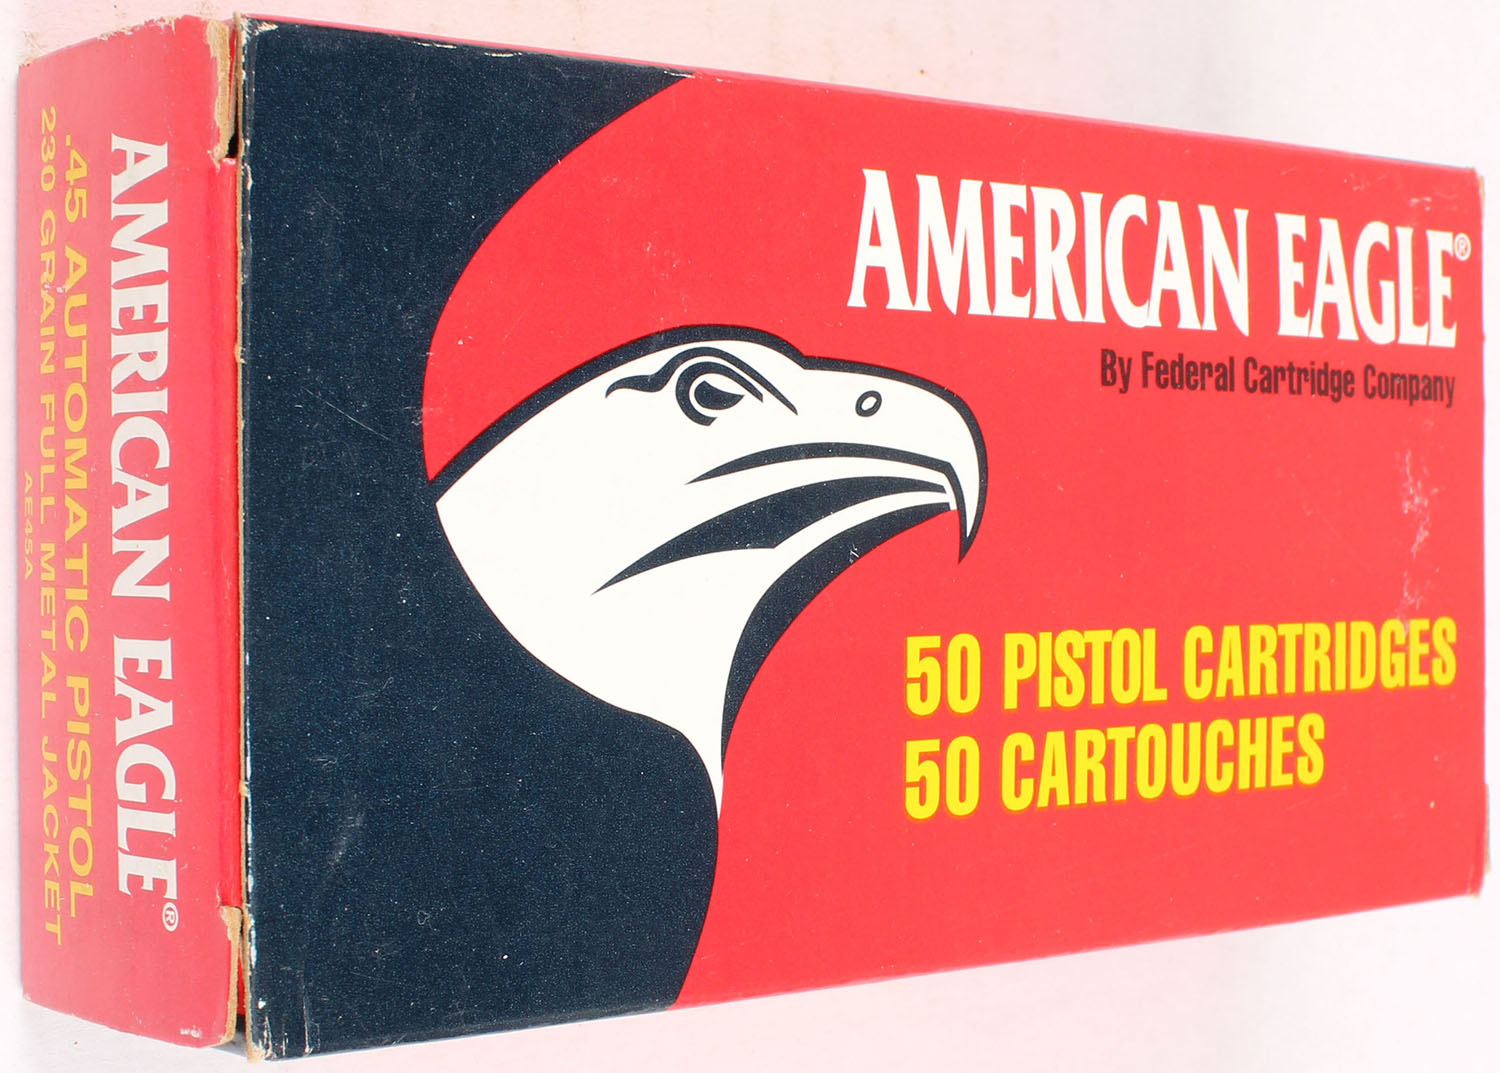 AMERICAN EAGLE®
By Federal Cartridge Company
50 PISTOL CARTRIDGES
50 CARTOUCHES
AMERICAN EAGLE®
.45 AUTOMATIC PISTOL
230 GRAIN FULL METAL JACKET
AE45A